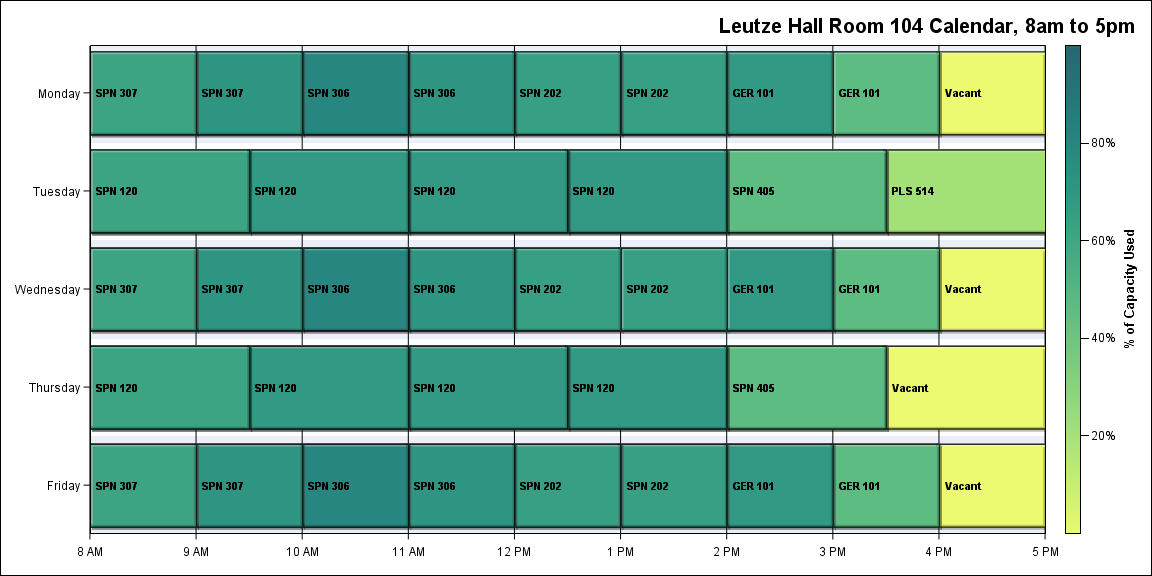 Leutze Hall Room 104 Calendar, 8am to 5pm
Monday SPN 307 SPN 307 SPN 306 SPN 306 SPN 202 SPN 202 GER 101 GER 101 Vacant
80%
Tuesday SPN 120 SPN 120 SPN 120 SPN 120 SPN 405 PLS 514
60%
% of Capacity Used
Wednesday SPN 307 SPN 307 SPN 306 SPN 306 SPN 202 SPN 202 GER 101 GER 101 Vacant
40%
Thursday SPN 120 SPN 120 SPN 120 SPN 120 SPN 405 Vacant
20%
Friday SPN 307 SPN 307 SPN 306 SPN 306 SPN 202 SPN 202 GER 101 GER 101 Vacant
8 AM 9 AM 10 AM 11 AM 12 PM 1 PM 2 PM 3 PM 4 PM 5 PM